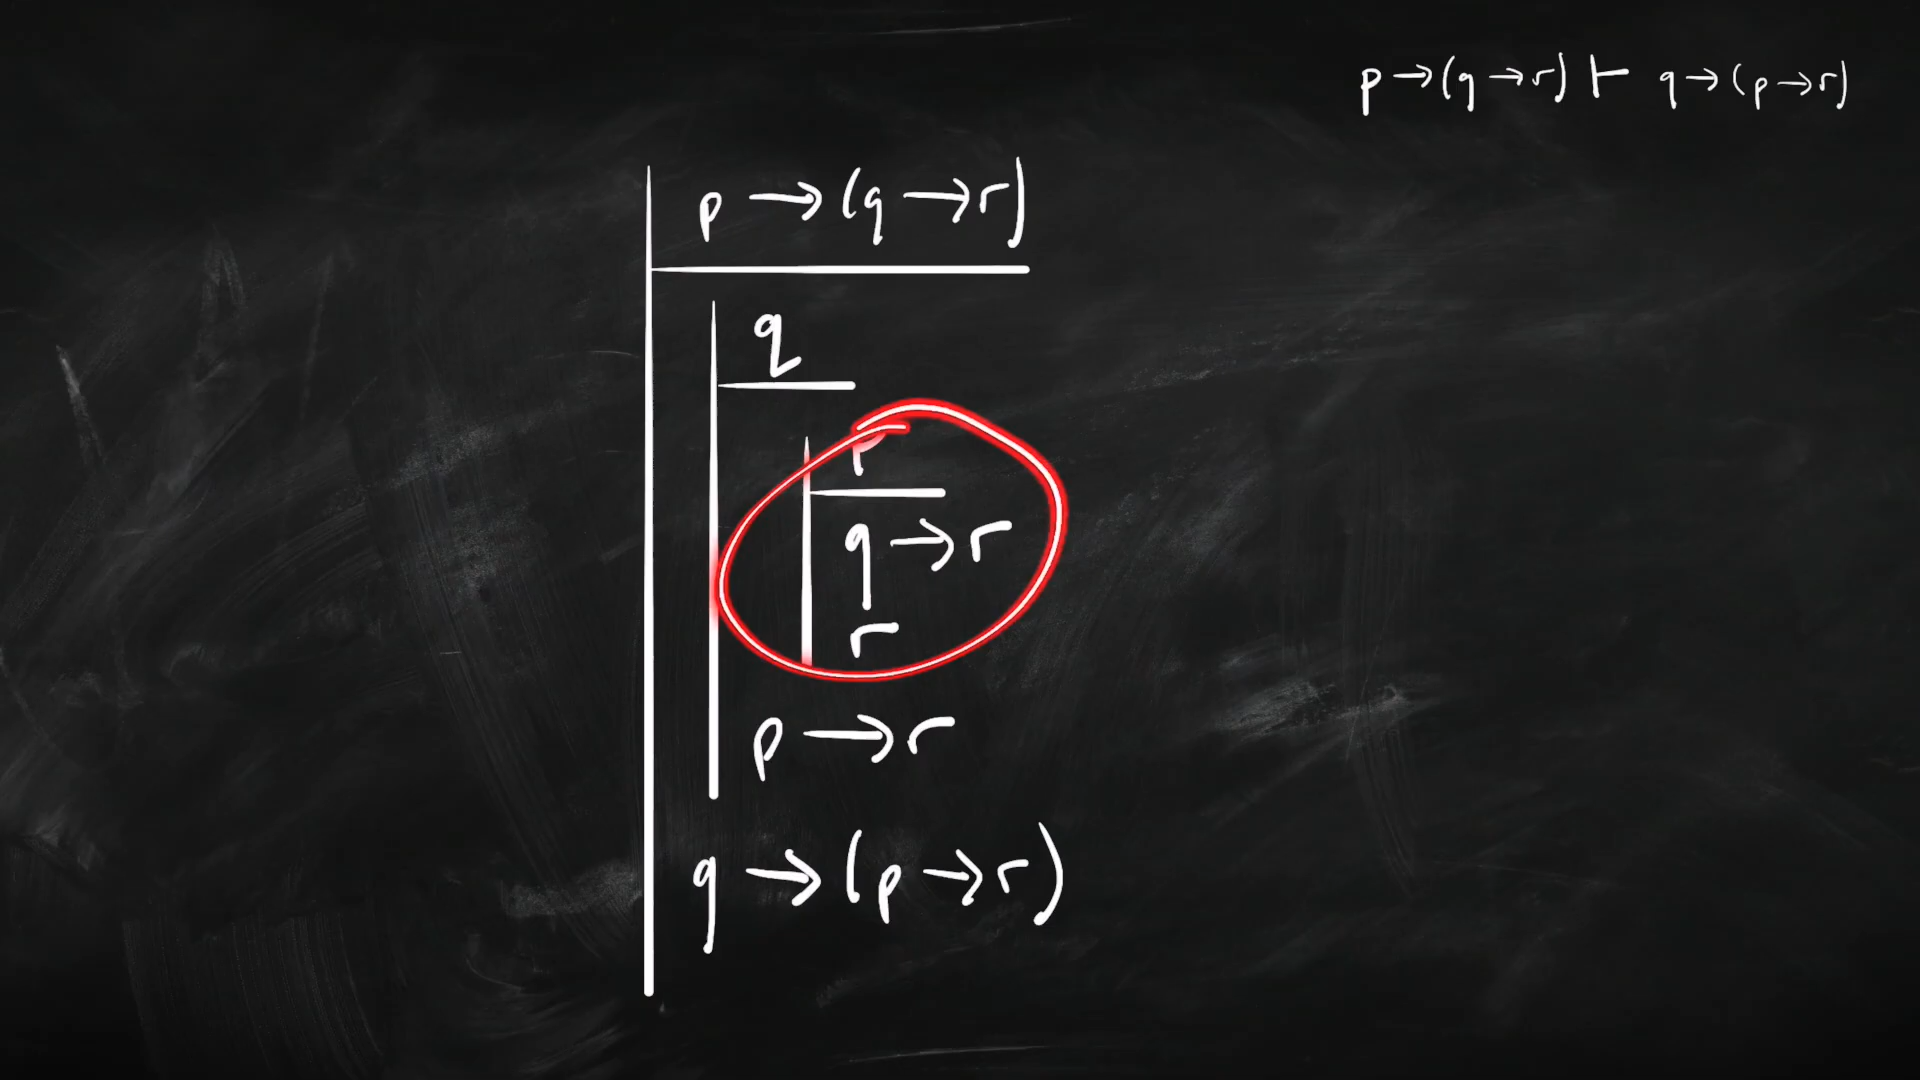 p → (q → r) ⊢ q → (p → r)
p → (q → r)
q
p
q → r
r
p → r
q → (p → r)